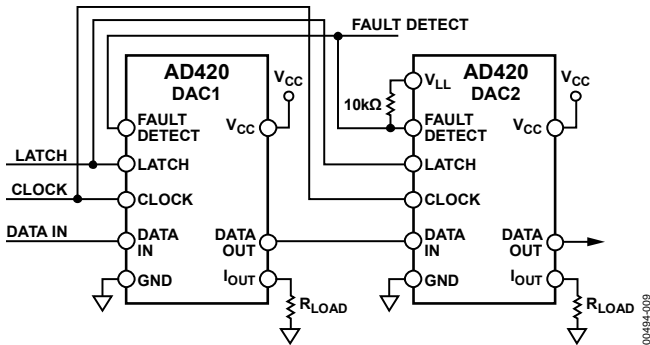 FAULT DETECT
AD420
DAC1
VCC
FAULT
DETECT
VCC
LATCH
LATCH
CLOCK
CLOCK
DATA IN
DATA
IN
DATA
OUT
GND
IOUT
RLOAD
AD420
DAC2
VLL
VCC
10kΩ
FAULT
DETECT
VCC
LATCH
CLOCK
DATA
IN
DATA
OUT
GND
IOUT
RLOAD
00494-009